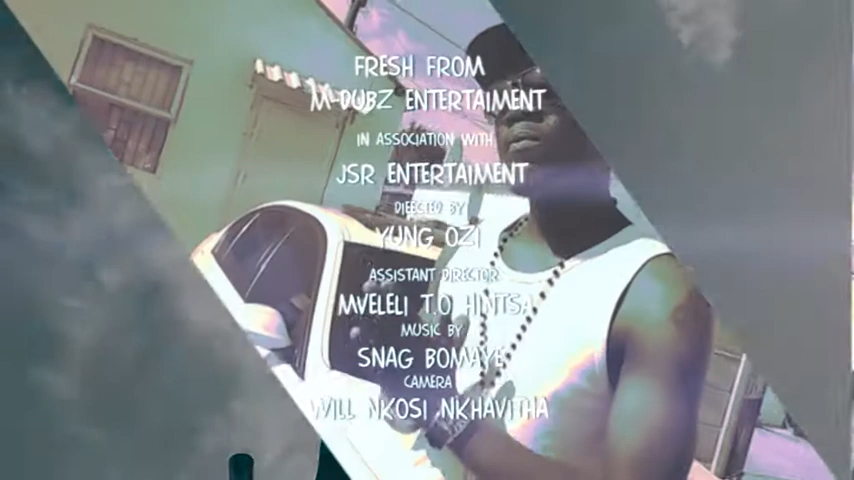 FRESH FROM
M-DUBZ ENTERTAIMENT
IN ASSOCIATION WITH
JSR ENTERTAIMENT
DIRECTED BY
YUNG OZI
ASSISTANT DIRECTOR
MVELELI T.O HINTSA
MUSIC BY
SNAG BOMAYE
CAMERA
WILL NKOSI NKHAVITHA